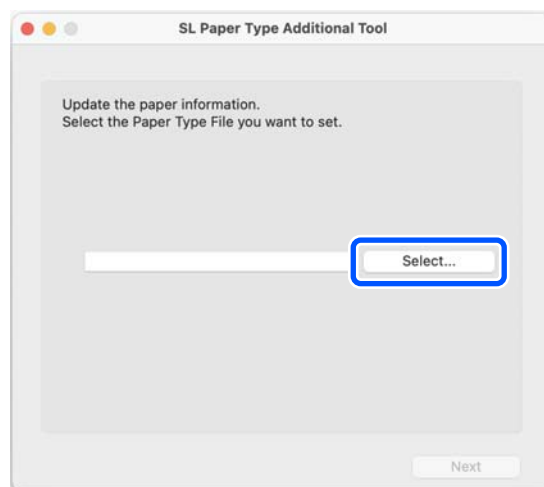 SL Paper Type Additional Tool
Update the paper information.
Select the Paper Type File you want to set.
Select...
Next